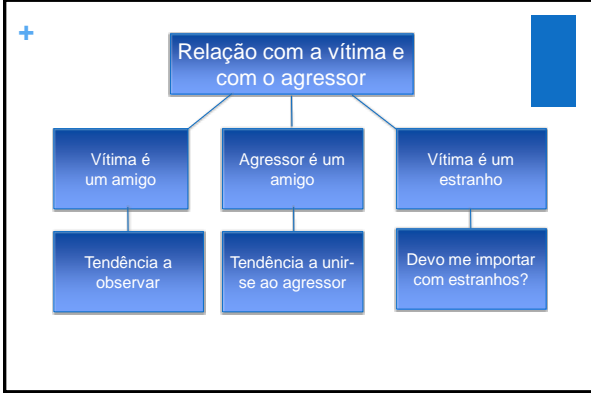 +
Relação com a vítima e
com o agressor
Vítima é
um amigo
Agressor é um
amigo
Vítima é um
estranho
Tendência a
observar
Tendência a unir-
se ao agressor
Devo me importar
com estranhos?